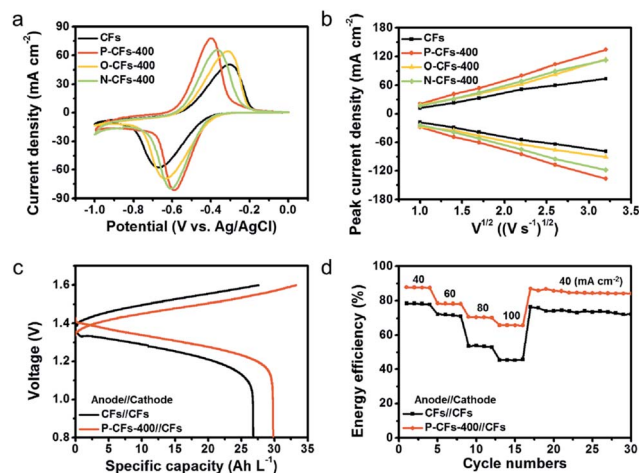 a
CFs
P-CFs-400
O-CFs-400
N-CFs-400
Current density (mA cm⁻²)
90
60
30
0
-30
-60
-90
-1.0 -0.8 -0.6 -0.4 -0.2 0.0
Potential (V vs. Ag/AgCl)
b
CFs
P-CFs-400
O-CFs-400
N-CFs-400
Peak current density (mA cm⁻²)
180
120
60
0
-60
-120
-180
0.5 1.0 1.5 2.0 2.5 3.0 3.5
V^1/2 ((V s⁻¹)^1/2)
c
Voltage (V)
1.6
1.4
1.2
1.0
0.8
Anode//Cathode
CFs//CFs
P-CFs-400//CFs
0 5 10 15 20 25 30 35
Specific capacity (Ah L⁻¹)
d
Energy efficiency (%)
100
80
60
40
20
0
40
60
80
100
40 (mA cm⁻²)
Anode//Cathode
CFs//CFs
P-CFs-400//CFs
0 5 10 15 20 25 30
Cycle numbers